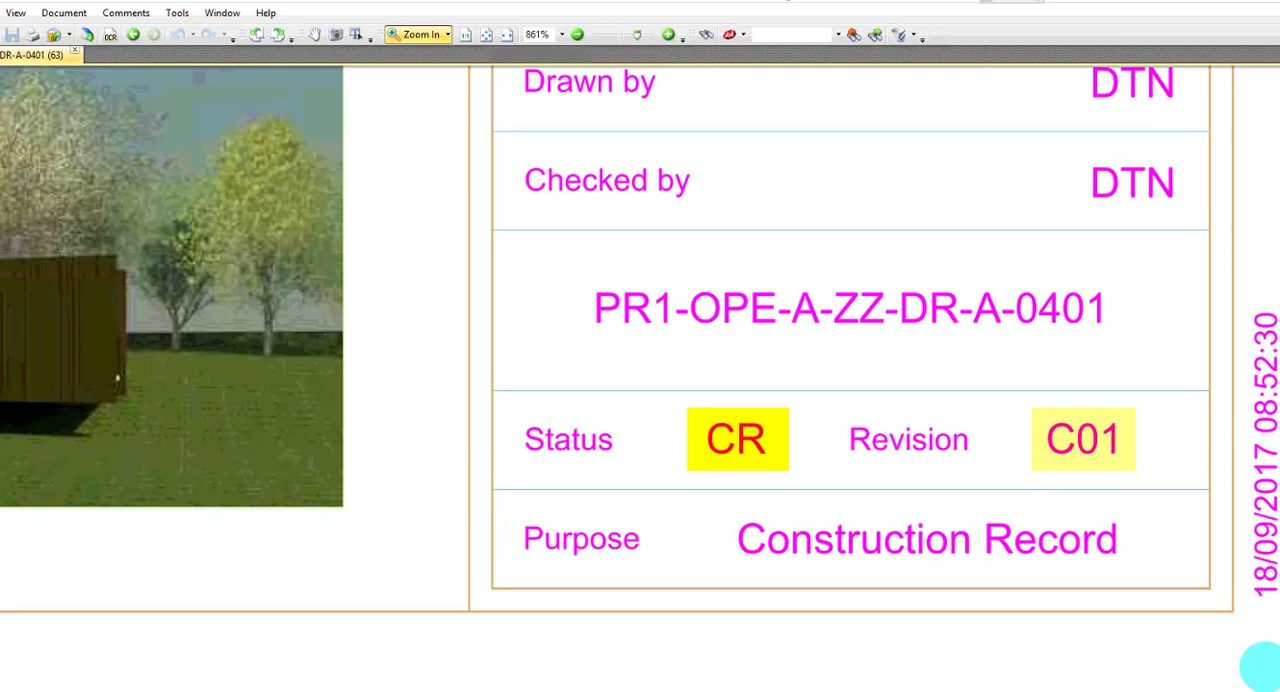 View Document Comments Tools Window Help
OCR Zoom In 861%
DR-A-0401 (63)
Drawn by DTN
Checked by DTN
PR1-OPE-A-ZZ-DR-A-0401
Status CR Revision C01
Purpose Construction Record
18/09/2017 08:52:30